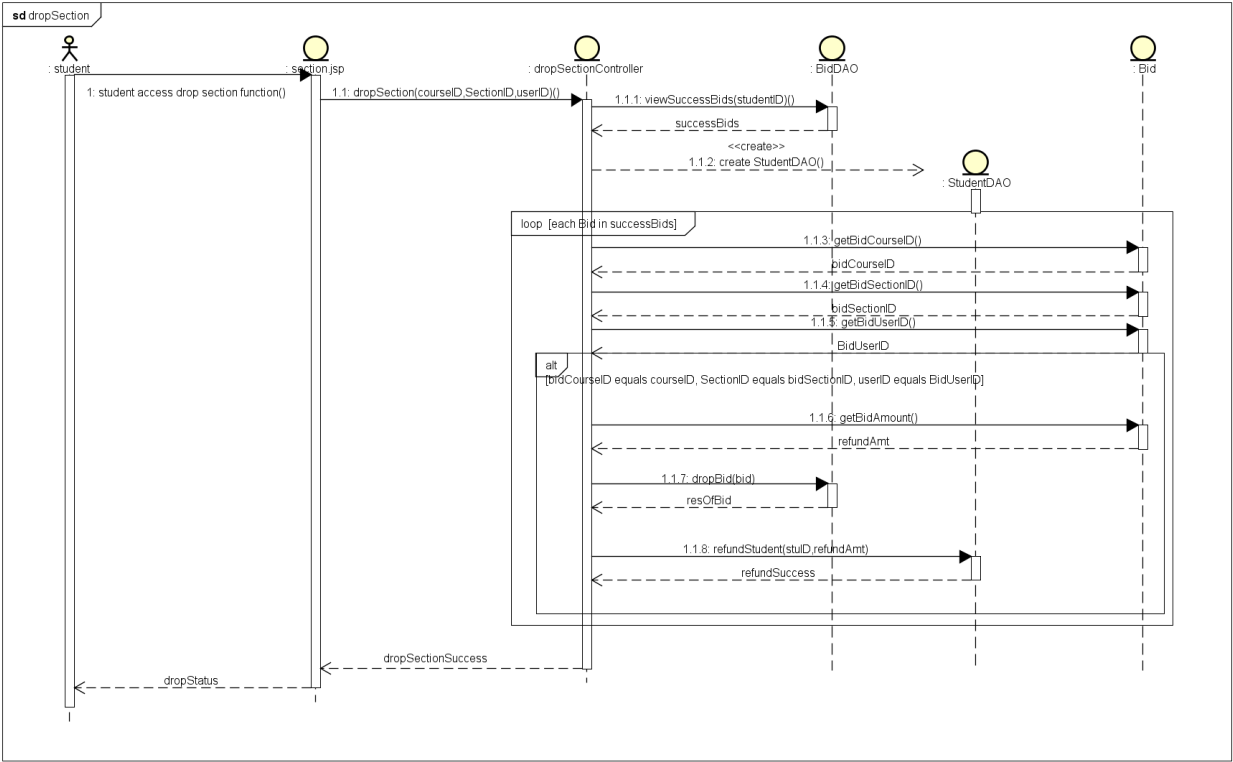 sd dropSection
: student
: section.jsp
: dropSectionController
: BidDAO
: Bid
1: student access drop section function()
1.1: dropSection(courseID,SectionID,userID)()
1.1.1: viewSuccessBids(studentID)()
successBids
<<create>>
1.1.2: create StudentDAO()
: StudentDAO
loop [each Bid in successBids]
1.1.3: getBidCourseID()
bidCourseID
1.1.4: getBidSectionID()
bidSectionID
1.1.5: getBidUserID()
BidUserID
alt
[bidCourseID equals courseID, SectionID equals bidSectionID, userID equals BidUserID]
1.1.6: getBidAmount()
refundAmt
1.1.7: dropBid(bid)
resOfBid
1.1.8: refundStudent(stuID,refundAmt)
refundSuccess
dropSectionSuccess
dropStatus